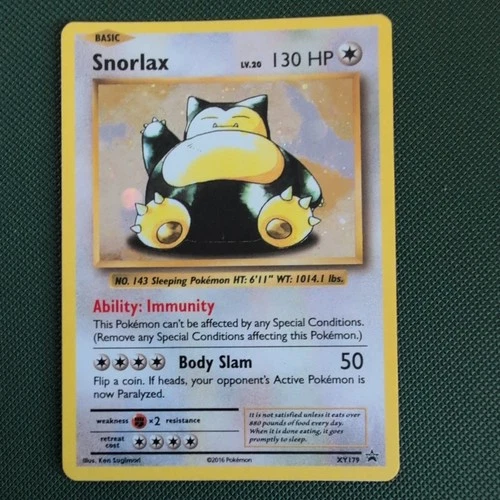 BASIC
Snorlax LV.20 130 HP
NO. 143 Sleeping Pokémon HT: 6'11" WT: 1014.1 lbs.
Ability: Immunity
This Pokémon can't be affected by any Special Conditions.
(Remove any Special Conditions affecting this Pokémon.)
Body Slam 50
Flip a coin. If heads, your opponent's Active Pokémon is
now Paralyzed.
weakness ×2 resistance
retreat
cost
It is not satisfied unless it eats over
880 pounds of food every day.
When it is done eating, it goes
promptly to sleep.
Illus. Ken Sugimori ©2016 Pokémon XY179